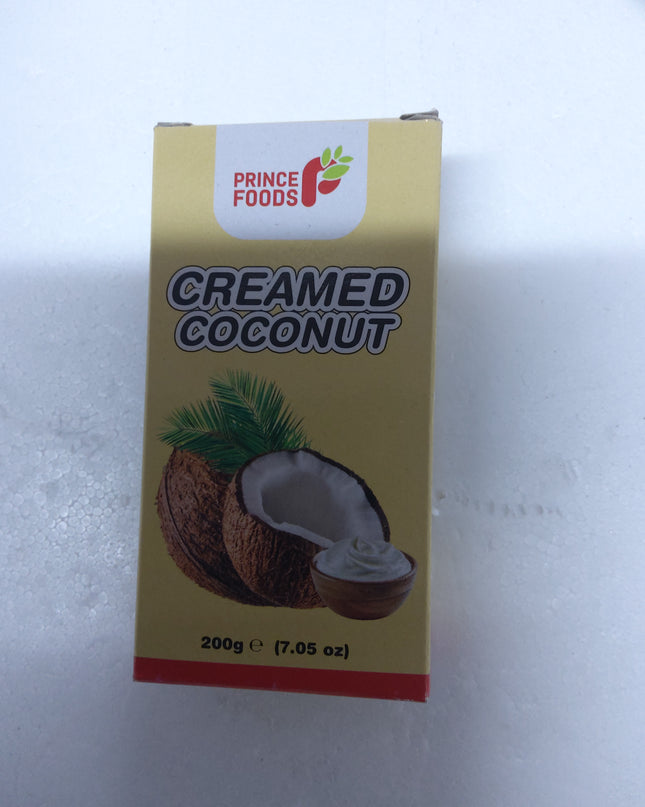 PRINCE
FOODS
CREAMED
COCONUT
200g ℮ (7.05 oz)